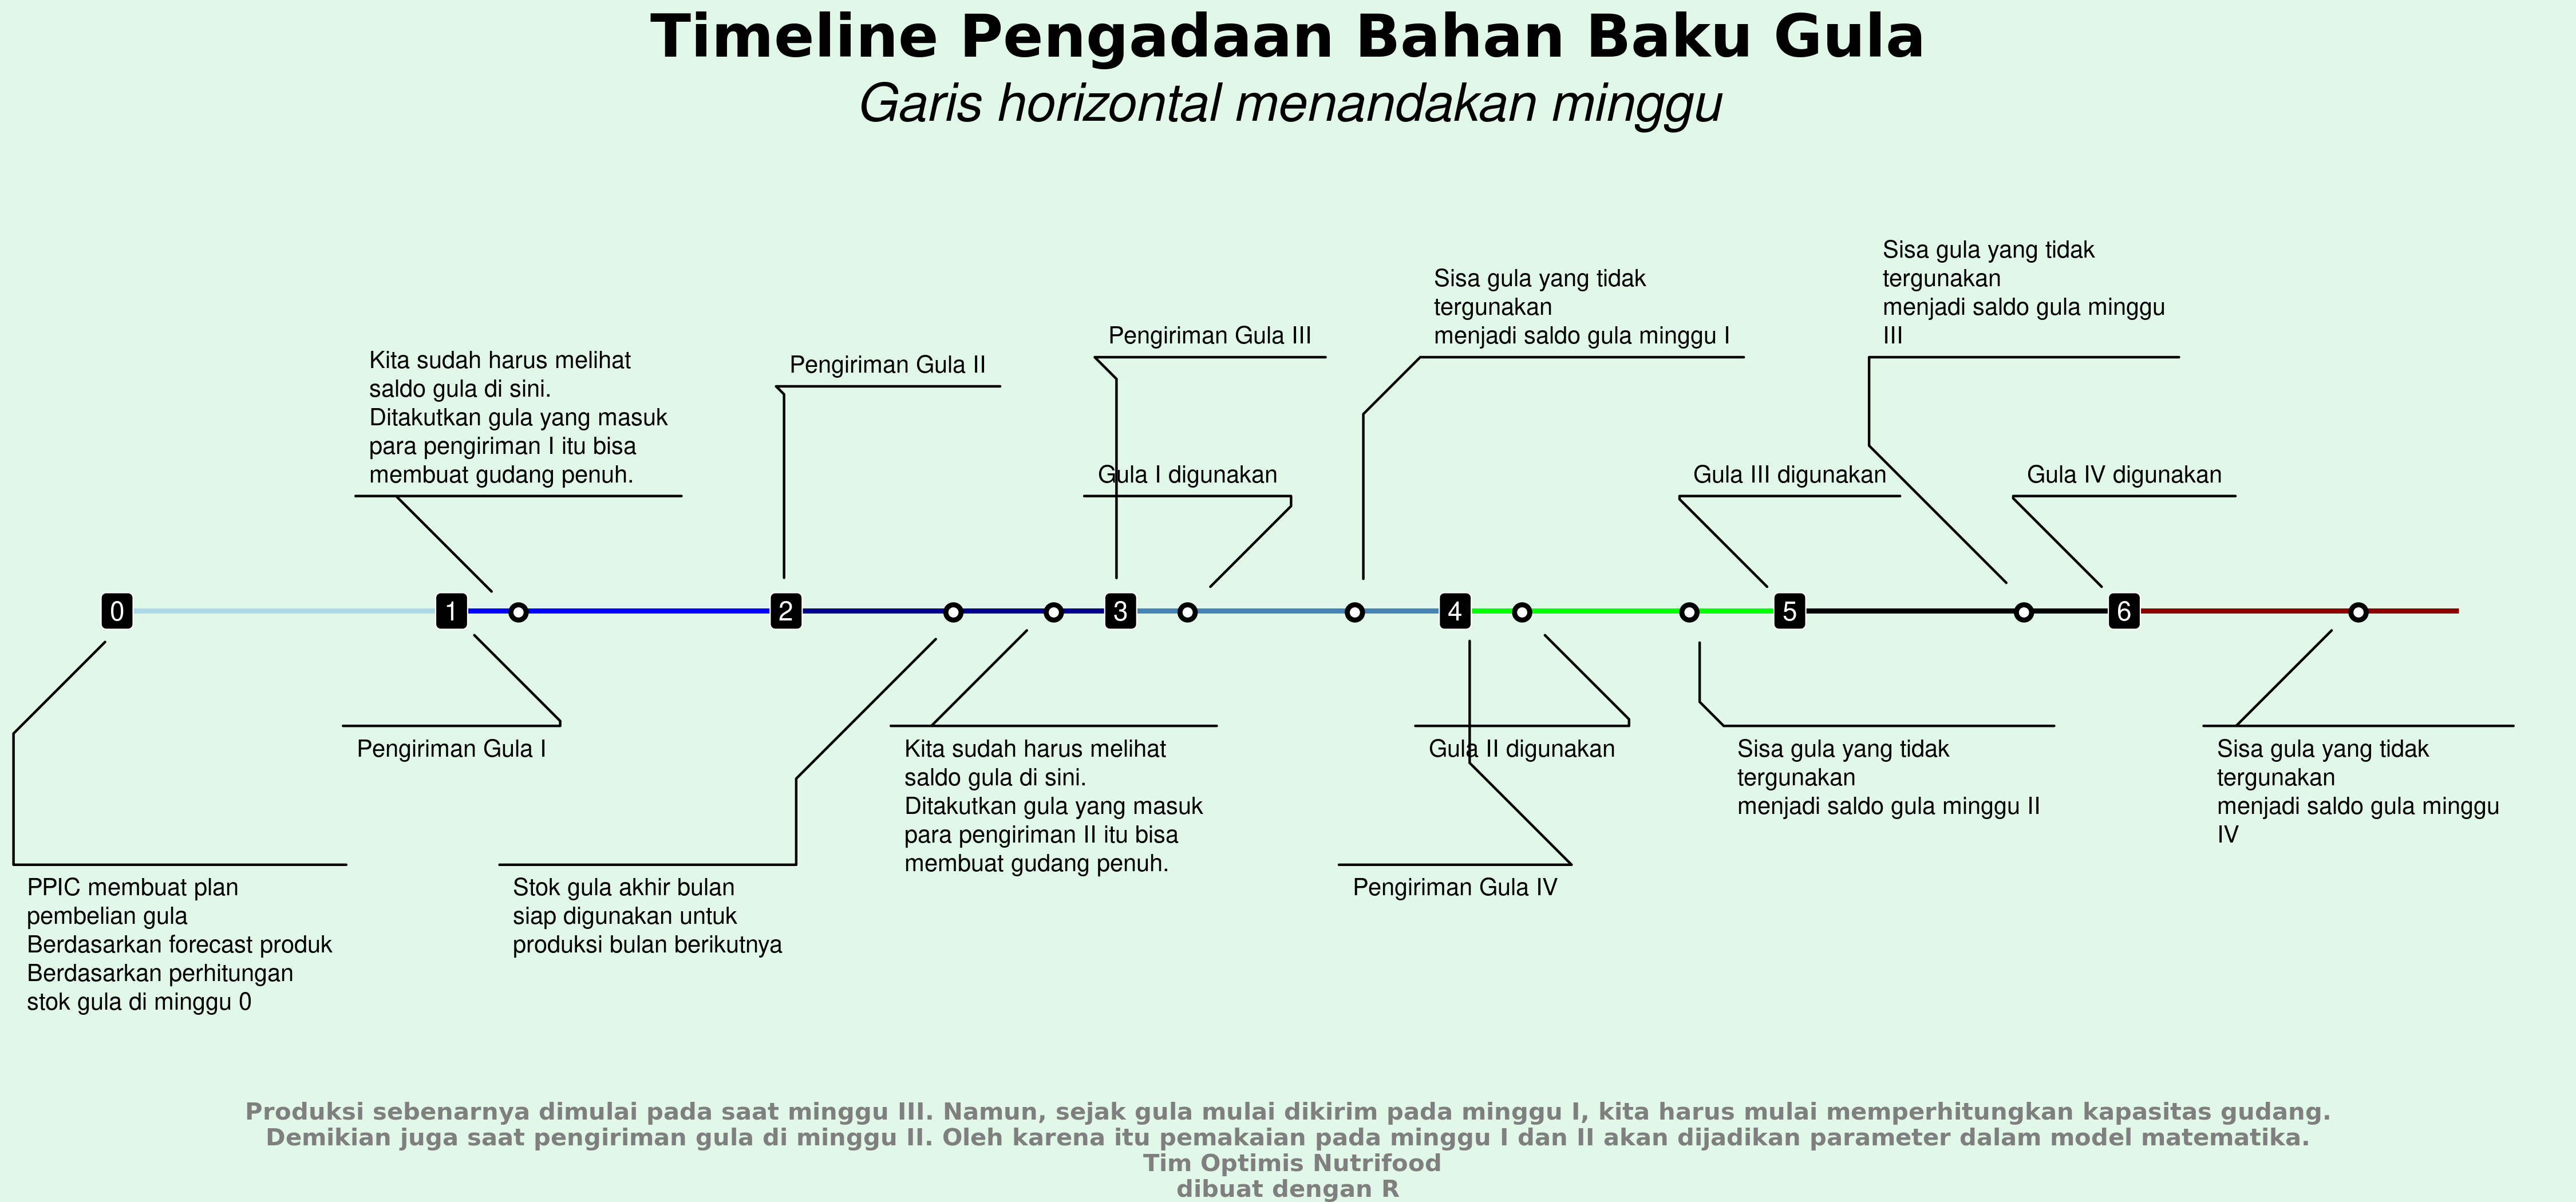 Timeline Pengadaan Bahan Baku Gula
Garis horizontal menandakan minggu
Kita sudah harus melihat
saldo gula di sini.
Ditakutkan gula yang masuk
para pengiriman I itu bisa
membuat gudang penuh.
Pengiriman Gula II
Pengiriman Gula III
Gula I digunakan
Sisa gula yang tidak
tergunakan
menjadi saldo gula minggu I
Gula III digunakan
Sisa gula yang tidak
tergunakan
menjadi saldo gula minggu
III
Gula IV digunakan
0 1 2 3 4 5 6
PPIC membuat plan
pembelian gula
Berdasarkan forecast produk
Berdasarkan perhitungan
stok gula di minggu 0
Pengiriman Gula I
Stok gula akhir bulan
siap digunakan untuk
produksi bulan berikutnya
Kita sudah harus melihat
saldo gula di sini.
Ditakutkan gula yang masuk
para pengiriman II itu bisa
membuat gudang penuh.
Gula II digunakan
Pengiriman Gula IV
Sisa gula yang tidak
tergunakan
menjadi saldo gula minggu II
Sisa gula yang tidak
tergunakan
menjadi saldo gula minggu
IV
Produksi sebenarnya dimulai pada saat minggu III. Namun, sejak gula mulai dikirim pada minggu I, kita harus mulai memperhitungkan kapasitas gudang.
Demikian juga saat pengiriman gula di minggu II. Oleh karena itu pemakaian pada minggu I dan II akan dijadikan parameter dalam model matematika.
Tim Optimis Nutrifood
dibuat dengan R